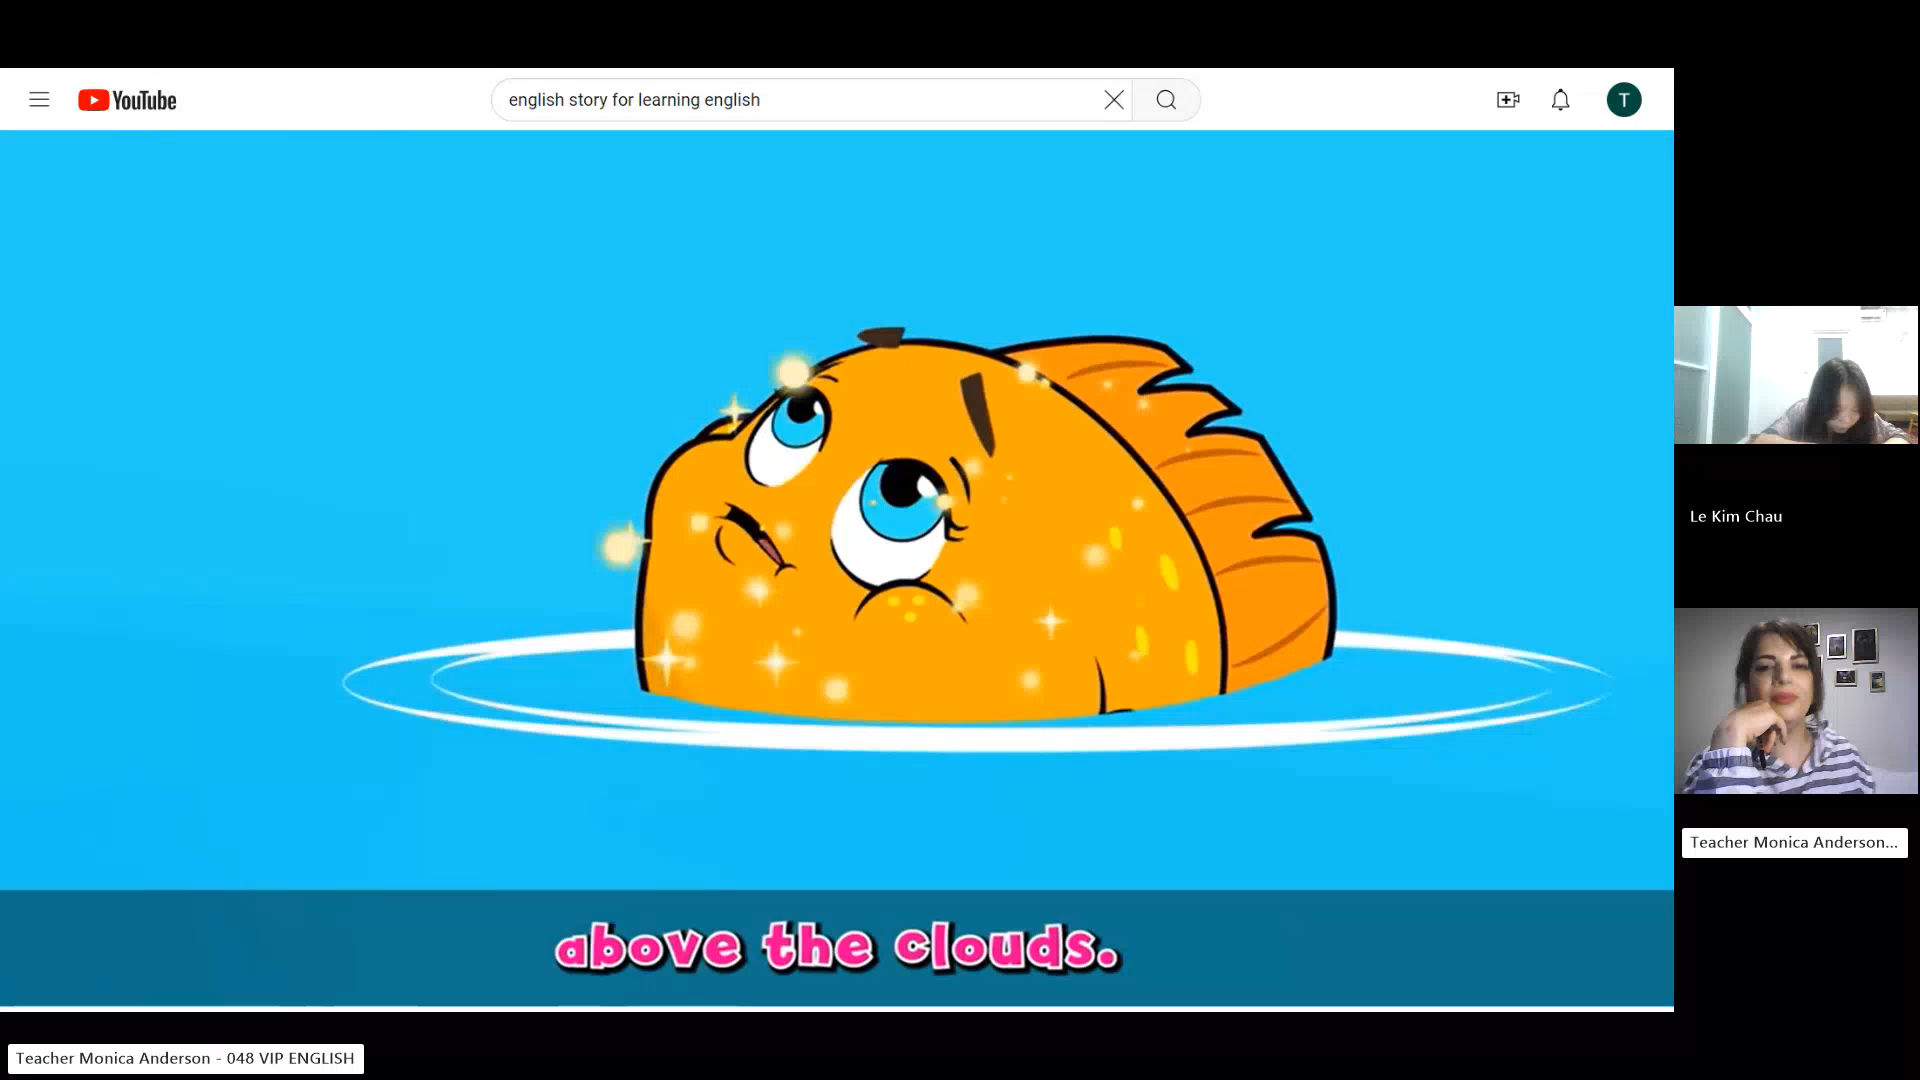 YouTube
english story for learning english
T
above the clouds.
Le Kim Chau
Teacher Monica Anderson...
Teacher Monica Anderson - 048 VIP ENGLISH